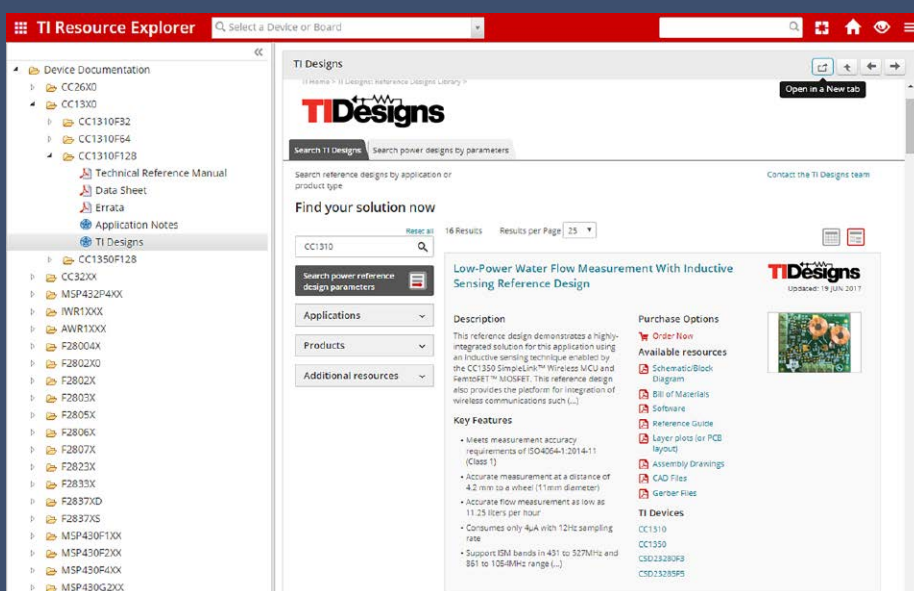 TI Resource Explorer
Select a Device or Board
Device Documentation
CC26X0
CC13X0
CC1310F32
CC1310F64
CC1310F128
Technical Reference Manual
Data Sheet
Errata
Application Notes
TI Designs
CC1350F128
CC32XX
MSP432P4XX
IWR1XXX
AWR1XXX
F28004X
F2802X0
F2802X
F2803X
F2805X
F2806X
F2807X
F2823X
F2833X
F2837XD
F2837XS
MSP430F1XX
MSP430F2XX
MSP430F4XX
MSP430G2XX
TI Designs
Open in a New tab
TI Home > TI Designs: Reference Designs Library >
TIDesigns
Search TI Designs
Search power designs by parameters
Search reference designs by application or
product type
Contact the TI Designs team
Find your solution now
Reset all
CC1310
Search power reference
design parameters
Applications
Products
Additional resources
16 Results
Results per Page 25
Low-Power Water Flow Measurement With Inductive
Sensing Reference Design
TIDesigns
Updated: 19 JUN 2017
Description
This reference design demonstrates a highly-
integrated solution for this application using
an inductive sensing technique enabled by
the CC1350 SimpleLink™ Wireless MCU and
FemtoFET™ MOSFET. This reference design
also provides the platform for integration of
wireless communications such (...)
Key Features
• Meets measurement accuracy
requirements of ISO4064-1:2014-11
(Class 1)
• Accurate measurement at a distance of
4.2 mm to a wheel (11mm diameter)
• Accurate flow measurement as low as
11.25 liters per hour
• Consumes only 4μA with 12Hz sampling
rate
• Support ISM bands in 431 to 527MHz and
861 to 1054MHz range (...)
Purchase Options
Order Now
Available resources
Schematic/Block
Diagram
Bill of Materials
Software
Reference Guide
Layer plots (or PCB
layout)
Assembly Drawings
CAD Files
Gerber Files
TI Devices
CC1310
CC1350
CSD23280F3
CSD23285F5